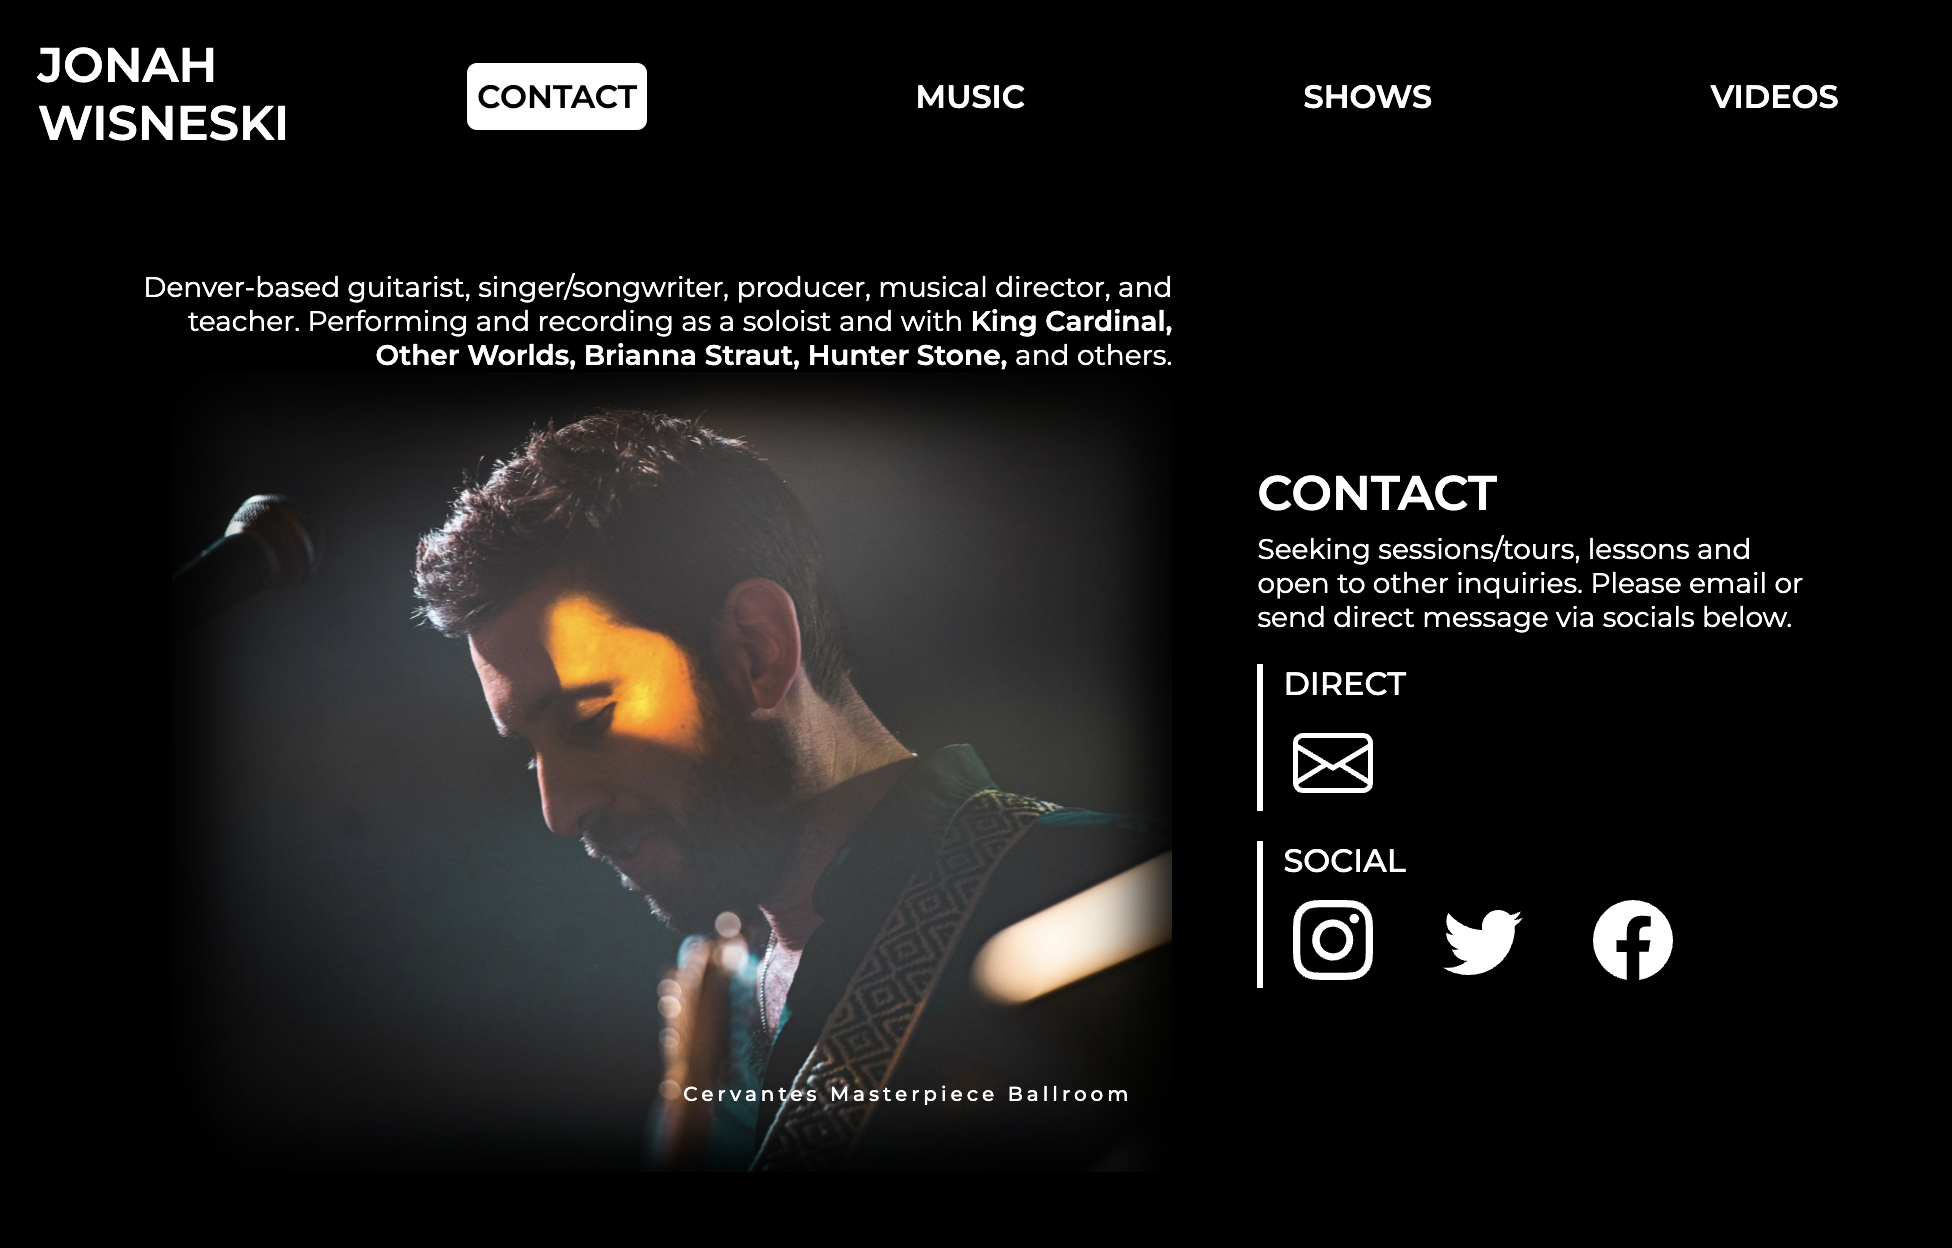 JONAH
WISNESKI
CONTACT
MUSIC
SHOWS
VIDEOS
Denver-based guitarist, singer/songwriter, producer, musical director, and
teacher. Performing and recording as a soloist and with King Cardinal,
Other Worlds, Brianna Straut, Hunter Stone, and others.
Cervantes Masterpiece Ballroom
CONTACT
Seeking sessions/tours, lessons and
open to other inquiries. Please email or
send direct message via socials below.
DIRECT
SOCIAL